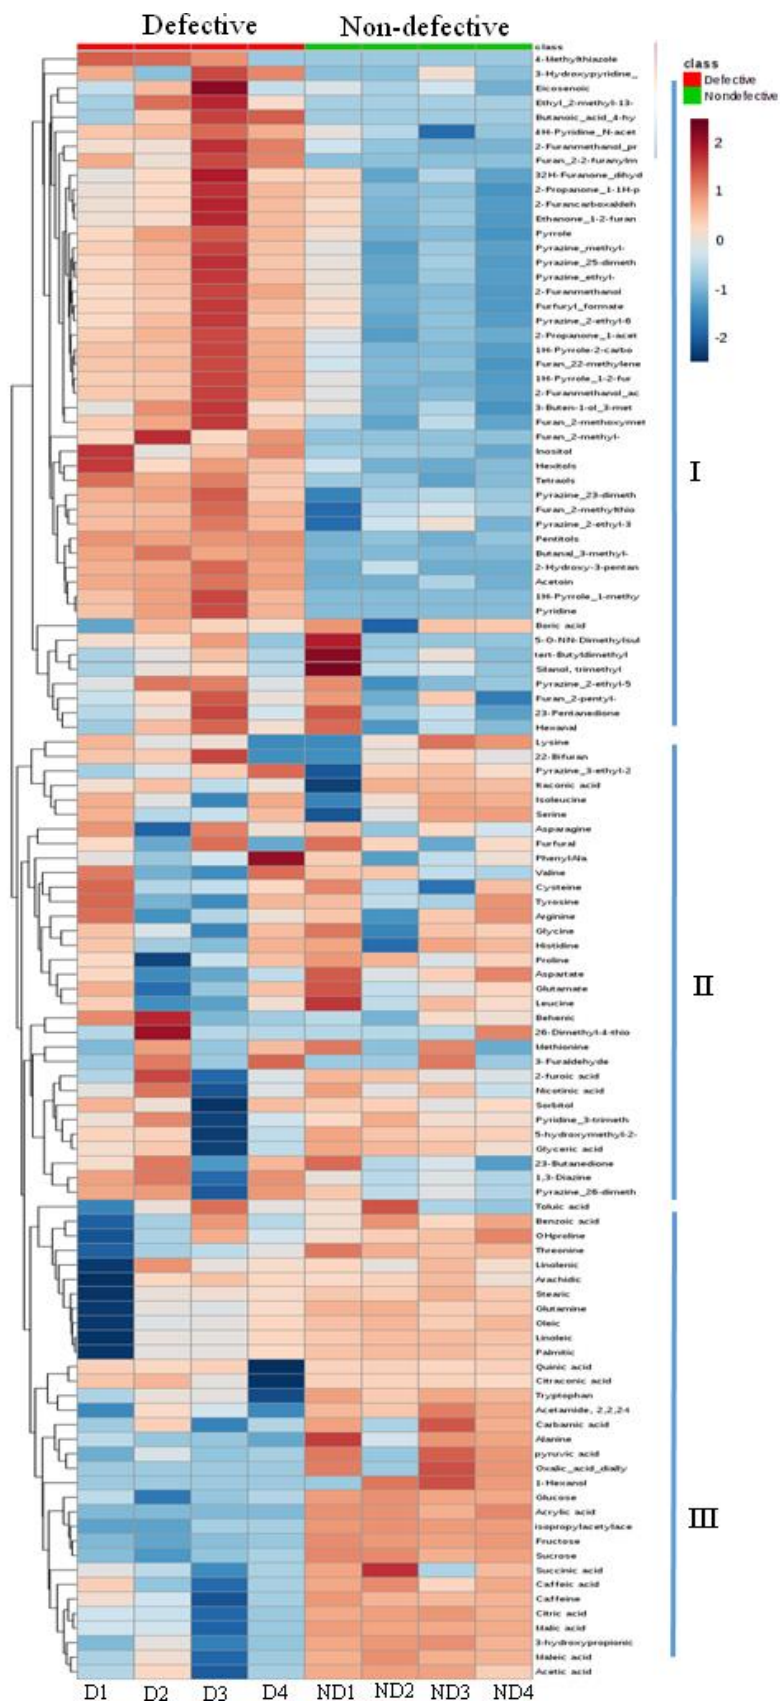 Defective Non-defective
class
4-Methylthiazole
3-Hydroxypyridine_
Eicosenoic
Ethyl_2-methyl-13-
Butanoic_acid_4-hy
4H-Pyridine_N-acet
2-Furanmethanol_pr
Furan_2-2-furanylm
32H-Furanone_dihyd
2-Propanone_1-1H-p
2-Furancarboxaldeh
Ethanone_1-2-furan
Pyrrole
Pyrazine_methyl-
Pyrazine_25-dimeth
Pyrazine_ethyl-
2-Furanmethanol
Furfuryl_formate
Pyrazine_2-ethyl-6
2-Propanone_1-acet
1H-Pyrrole-2-carbo
Furan_22-methylene
1H-Pyrrole_1-2-fur
2-Furanmethanol_ac
3-Buten-1-ol_3-met
Furan_2-methoxymet
Furan_2-methyl-
Inositol
Hexitols
Tetraols
Pyrazine_23-dimeth
Furan_2-methylthio
Pyrazine_2-ethyl-3
Pentitols
Butanal_3-methyl-
2-Hydroxy-3-pentan
Acetoin
1H-Pyrrole_1-methy
Pyridine
Boric acid
5-O-NN-Dimethylsul
tert-Butyldimethyl
Silanol, trimethyl
Pyrazine_2-ethyl-5
Furan_2-pentyl-
23-Pentanedione
Hexanal
Lysine
22-Bifuran
Pyrazine_3-ethyl-2
Itaconic acid
Isoleucine
Serine
Asparagine
Furfural
PhenylAla
Valine
Cysteine
Tyrosine
Arginine
Glycine
Histidine
Proline
Aspartate
Glutamate
Leucine
Behenic
26-Dimethyl-4-thio
Methionine
3-Furaldehyde
2-furoic acid
Nicotinic acid
Sorbitol
Pyridine_3-trimeth
5-hydroxymethyl-2-
Glyceric acid
23-Butanedione
1,3-Diazine
Pyrazine_26-dimeth
Toluic acid
Benzoic acid
OHproline
Threonine
Linolenic
Arachidic
Stearic
Glutamine
Oleic
Linoleic
Palmitic
Quinic acid
Citraconic acid
Tryptophan
Acetamide, 2,2,2-t
Carbamic acid
Alanine
pyruvic acid
Oxalic_acid_dially
1-Hexanol
Glucose
Acrylic acid
isopropylacetylace
Fructose
Sucrose
Succinic acid
Caffeic acid
Caffeine
Citric acid
Malic acid
3-hydroxypropionic
Maleic acid
Acetic acid
D1 D2 D3 D4 ND1 ND2 ND3 ND4
class
Defective
Nondefective
2
1
0
-1
-2
I
II
III